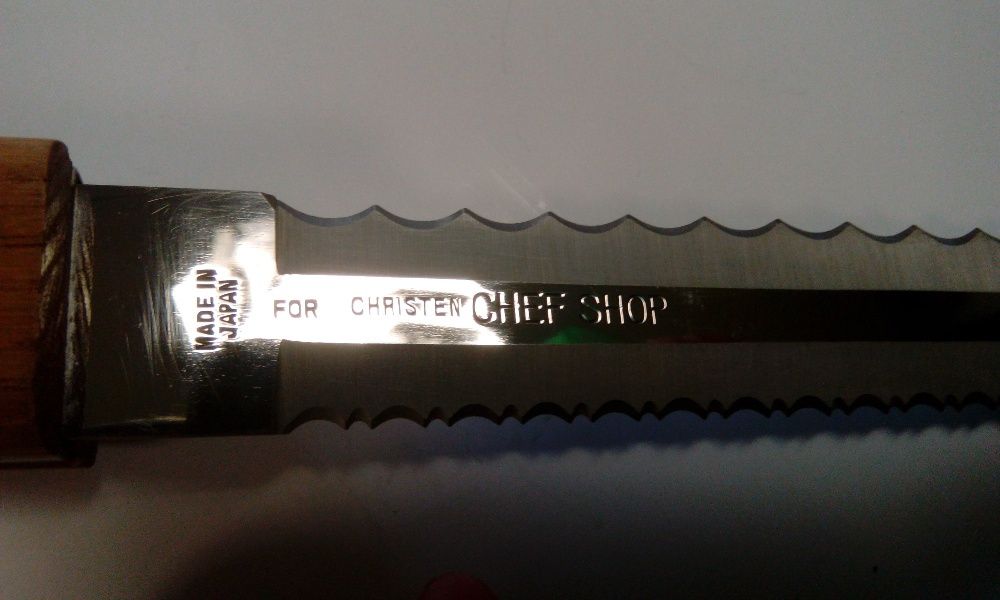 MADE IN
JAPAN
FOR CHRISTEN CHEF SHOP